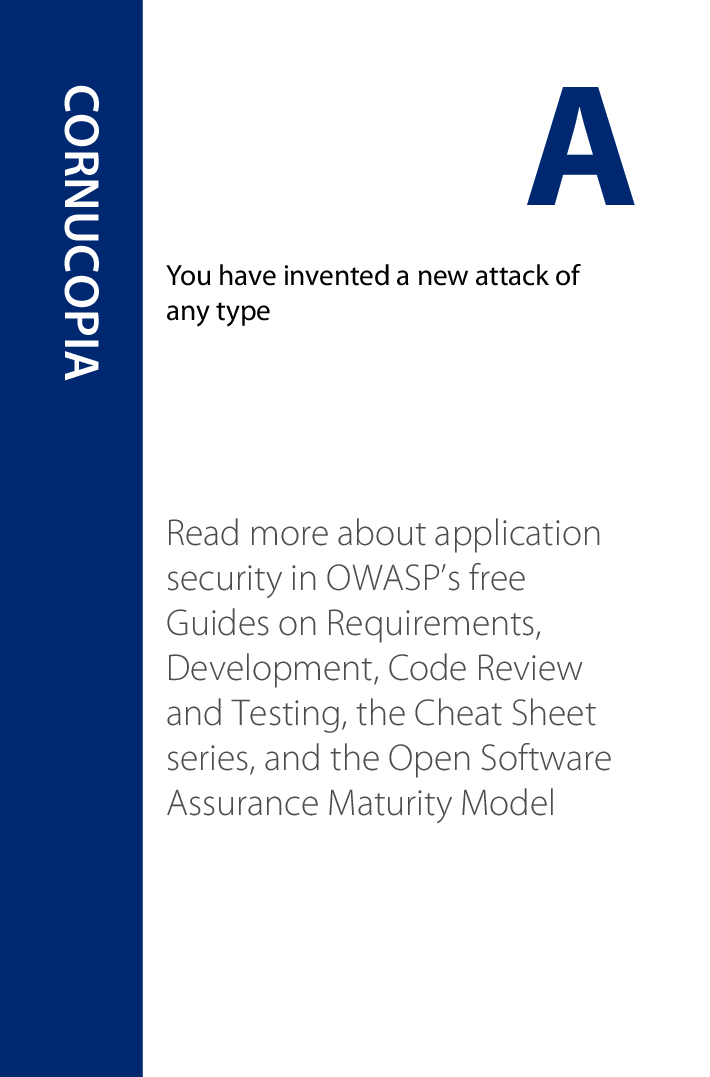 CORNUCOPIA
A
You have invented a new attack of
any type
Read more about application
security in OWASP’s free
Guides on Requirements,
Development, Code Review
and Testing, the Cheat Sheet
series, and the Open Software
Assurance Maturity Model